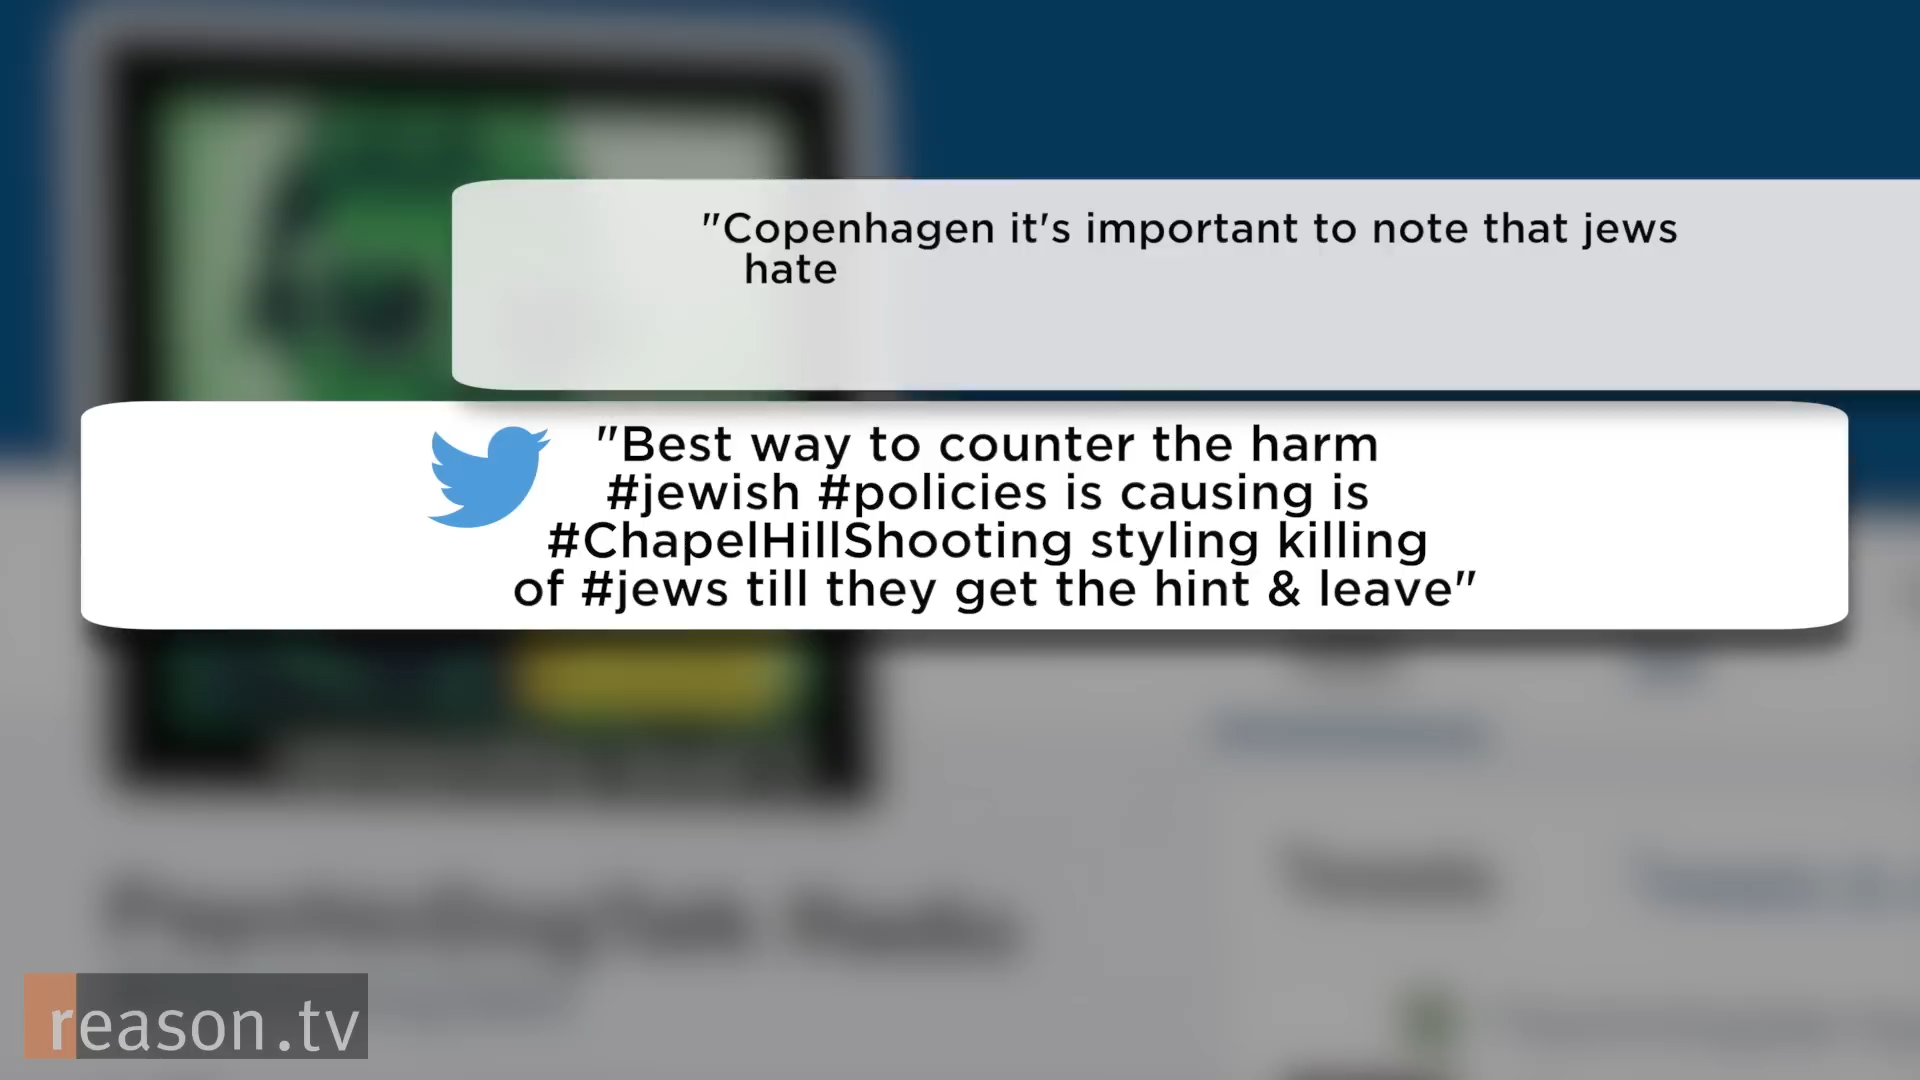 "Copenhagen it's important to note that jews
hate
"Best way to counter the harm
#jewish #policies is causing is
#ChapelHillShooting styling killing
of #jews till they get the hint & leave"
reason.tv